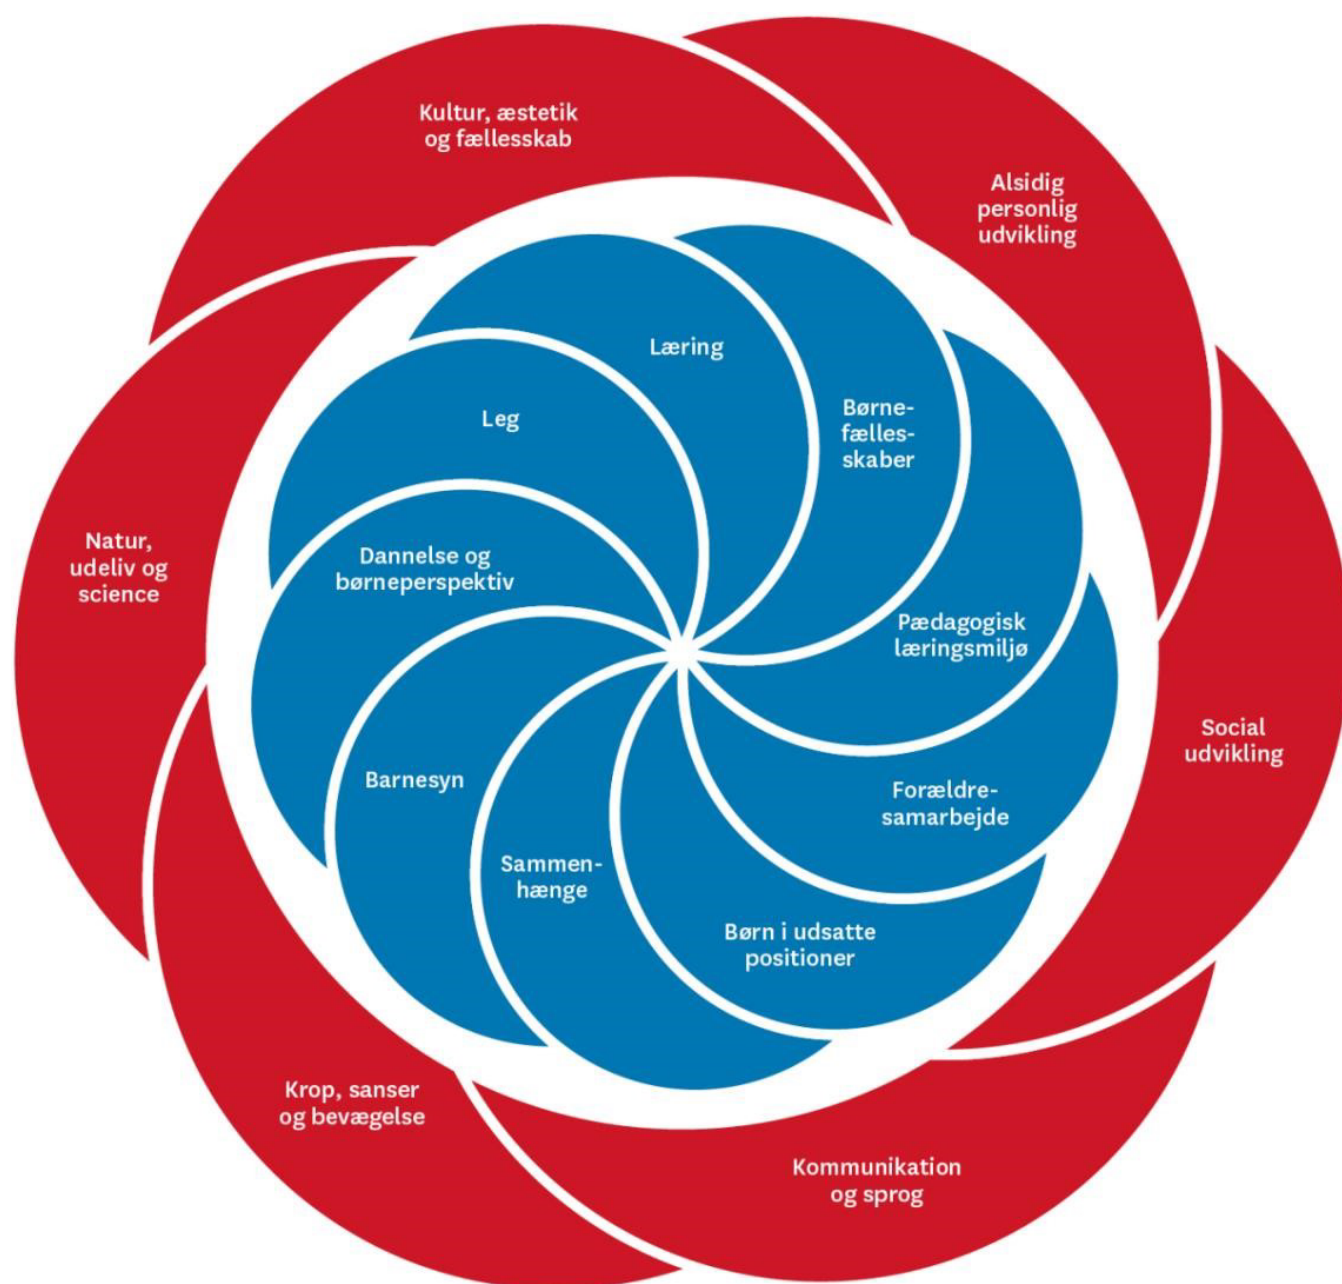 Kultur, æstetik
og fællesskab
Alsidig
personlig
udvikling
Læring
Leg
Børne-
fælles-
skaber
Natur,
udeliv og
science
Dannelse og
børneperspektiv
Pædagogisk
læringsmiljø
Social
udvikling
Barnesyn
Forældre-
samarbejde
Sammen-
hænge
Børn i udsatte
positioner
Krop, sanser
og bevægelse
Kommunikation
og sprog